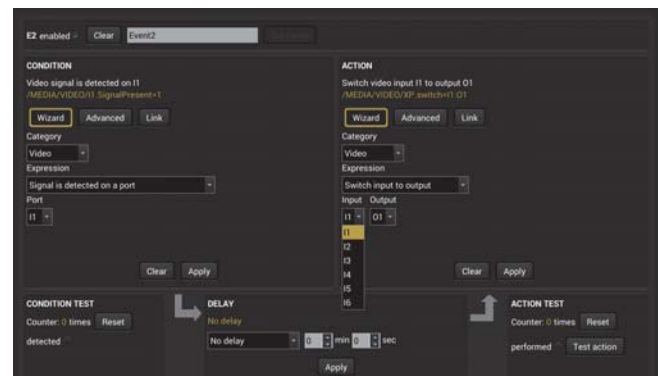 E2 enabled Clear Event2
CONDITION
Video signal is detected on I1
/MEDIA/VIDEO/I1.SignalPresent=1
Wizard Advanced Link
Category
Video
Expression
Signal is detected on a port
Port
I1
Clear Apply
ACTION
Switch video input I1 to output O1
/MEDIA/VIDEO/XP.switch=I1:O1
Wizard Advanced Link
Category
Video
Expression
Switch input to output
Input Output
I1 O1
I1
I2
I3
I4
I5
I6
Clear Apply
CONDITION TEST
Counter: 0 times Reset
detected
DELAY
No delay
No delay 0 min 0 sec
Apply
ACTION TEST
Counter: 0 times Reset
performed Test action